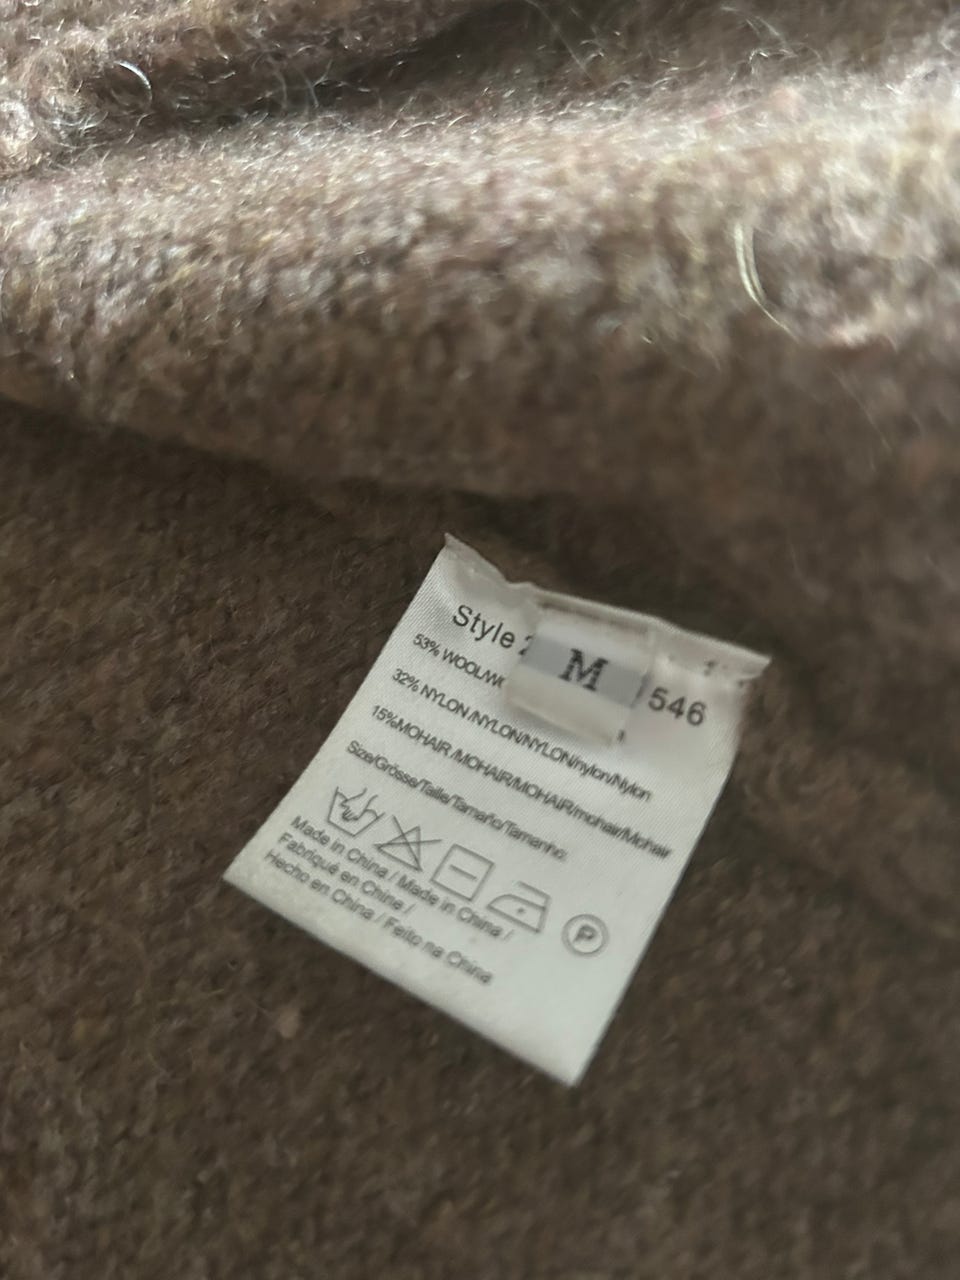 Style
M
546
53% WOOL
32% NYLON/NYLON/NYLON/nylon/Nylon
15%MOHAIR/MOHAIR/MOHAIR/mohair/Mohair
Size/Grösse/Taille/Tamaño/Tamanho:
P
Made in China / Made in China /
Fabriqué en Chine /
Hecho en China / Feito na China